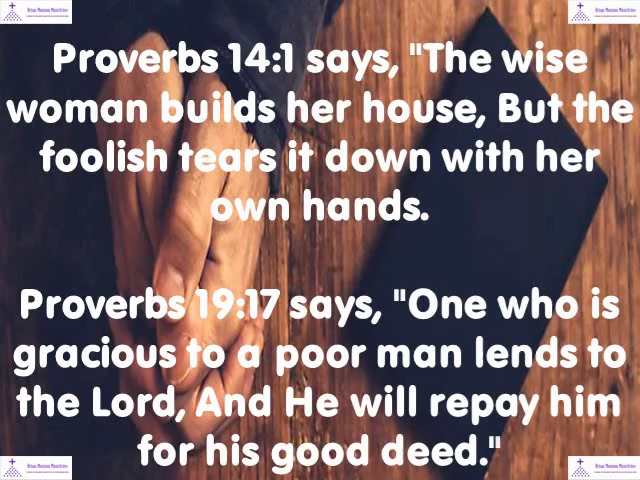 Proverbs 14:1 says, "The wise
woman builds her house, But the
foolish tears it down with her
own hands.
Proverbs 19:17 says, "One who is
gracious to a poor man lends to
the Lord, And He will repay him
for his good deed."